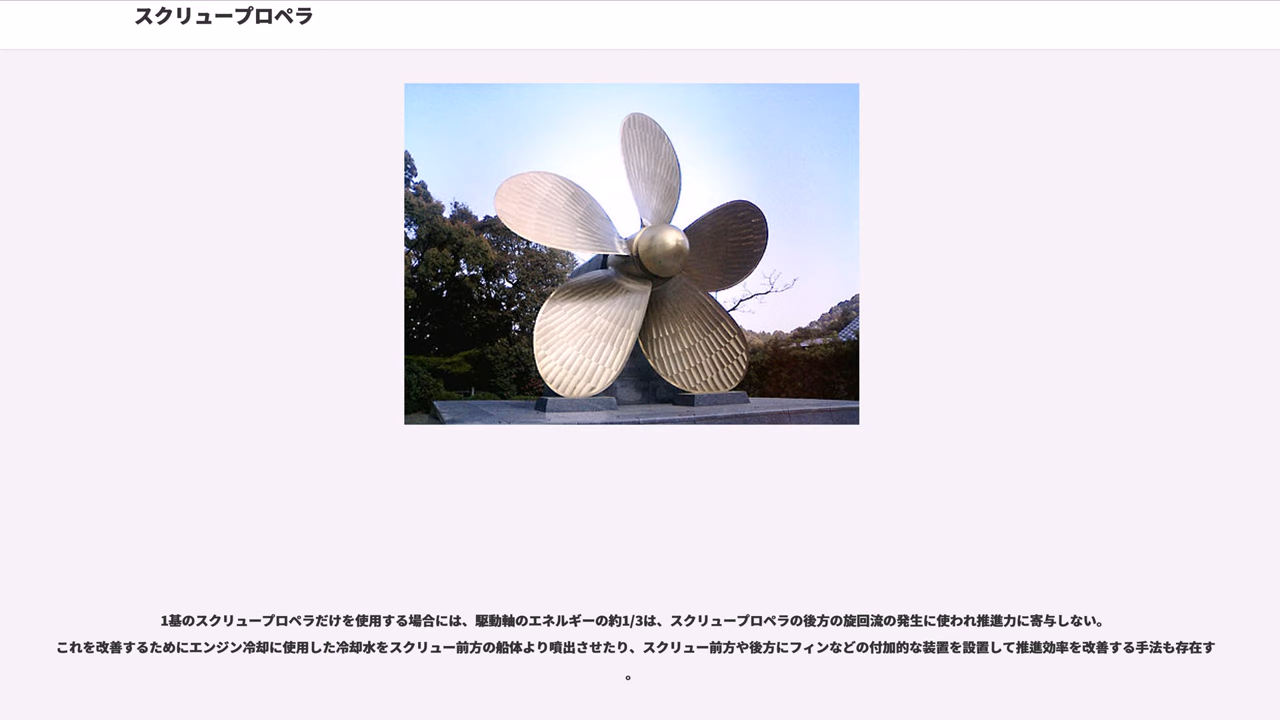 スクリュープロペラ
1基のスクリュープロペラだけを使用する場合には、駆動軸のエネルギーの約1/3は、スクリュープロペラの後方の旋回流の発生に使われ推進力に寄与しない。
これを改善するためにエンジン冷却に使用した冷却水をスクリュー前方の船体より噴出させたり、スクリュー前方や後方にフィンなどの付加的な装置を設置して推進効率を改善する手法も存在す
。